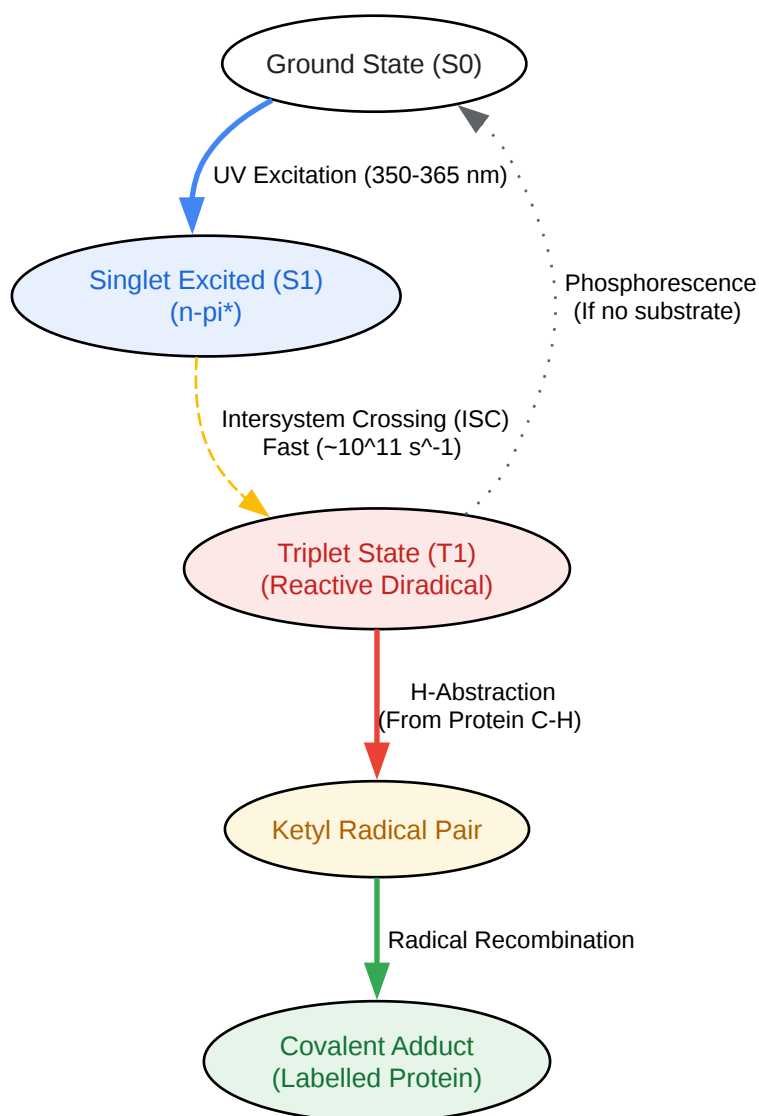 Ground State (S0)
UV Excitation (350-365 nm)
Singlet Excited (S1)
(n-pi*)
Phosphorescence
(If no substrate)
Intersystem Crossing (ISC)
Fast (~10^11 s^-1)
Triplet State (T1)
(Reactive Diradical)
H-Abstraction
(From Protein C-H)
Ketyl Radical Pair
Radical Recombination
Covalent Adduct
(Labelled Protein)